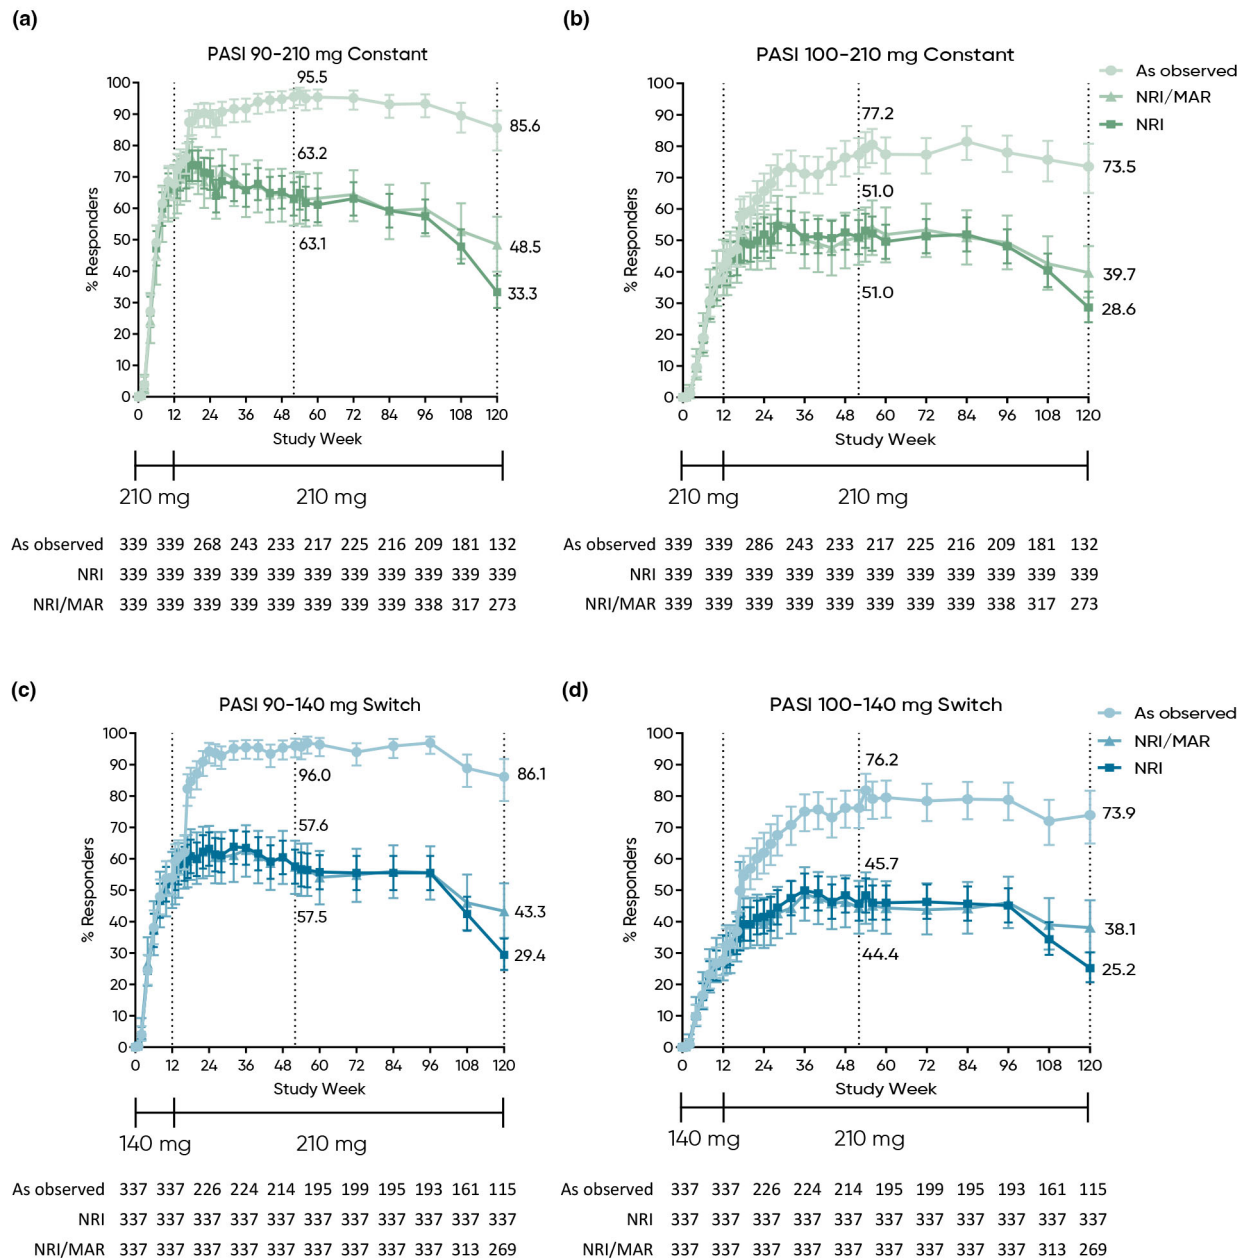 (a)
PASI 90-210 mg Constant
% Responders
100
90
80
70
60
50
40
30
20
10
0
95.5
63.2
63.1
85.6
48.5
33.3
0 12 24 36 48 60 72 84 96 108 120
Study Week
210 mg 210 mg
As observed 339 339 268 243 233 217 225 216 209 181 132
NRI 339 339 339 339 339 339 339 339 339 339 339
NRI/MAR 339 339 339 339 339 339 339 339 338 317 273
(b)
PASI 100-210 mg Constant
As observed
NRI/MAR
NRI
% Responders
100
90
80
70
60
50
40
30
20
10
0
77.2
51.0
51.0
73.5
39.7
28.6
0 12 24 36 48 60 72 84 96 108 120
Study Week
210 mg 210 mg
As observed 339 339 286 243 233 217 225 216 209 181 132
NRI 339 339 339 339 339 339 339 339 339 339 339
NRI/MAR 339 339 339 339 339 339 339 339 338 317 273
(c)
PASI 90-140 mg Switch
% Responders
100
90
80
70
60
50
40
30
20
10
0
96.0
57.6
57.5
86.1
43.3
29.4
0 12 24 36 48 60 72 84 96 108 120
Study Week
140 mg 210 mg
As observed 337 337 226 224 214 195 199 195 193 161 115
NRI 337 337 337 337 337 337 337 337 337 337 337
NRI/MAR 337 337 337 337 337 337 337 337 337 313 269
(d)
PASI 100-140 mg Switch
As observed
NRI/MAR
NRI
% Responders
100
90
80
70
60
50
40
30
20
10
0
76.2
45.7
44.4
73.9
38.1
25.2
0 12 24 36 48 60 72 84 96 108 120
Study Week
140 mg 210 mg
As observed 337 337 226 224 214 195 199 195 193 161 115
NRI 337 337 337 337 337 337 337 337 337 337 337
NRI/MAR 337 337 337 337 337 337 337 337 337 313 269